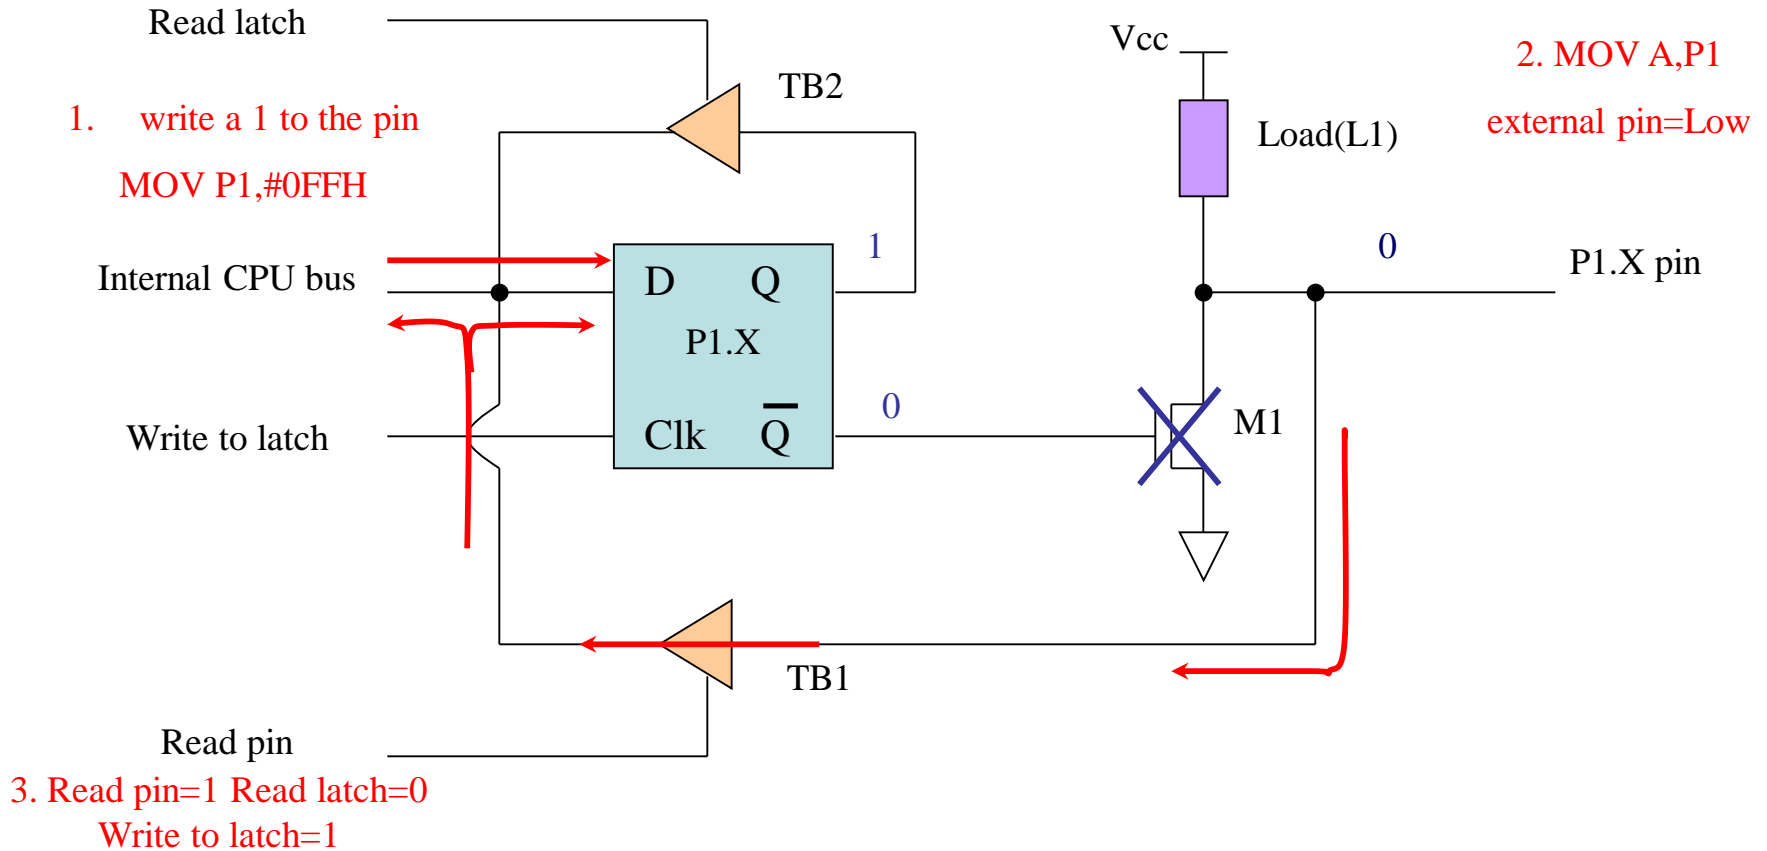 Read latch
Vcc
2. MOV A,P1
TB2
1. write a 1 to the pin
external pin=Low
Load(L1)
MOV P1,#0FFH
1
0
Internal CPU bus
D Q
P1.X pin
P1.X
0
M1
Write to latch
Clk Q̅
TB1
Read pin
3. Read pin=1 Read latch=0
Write to latch=1